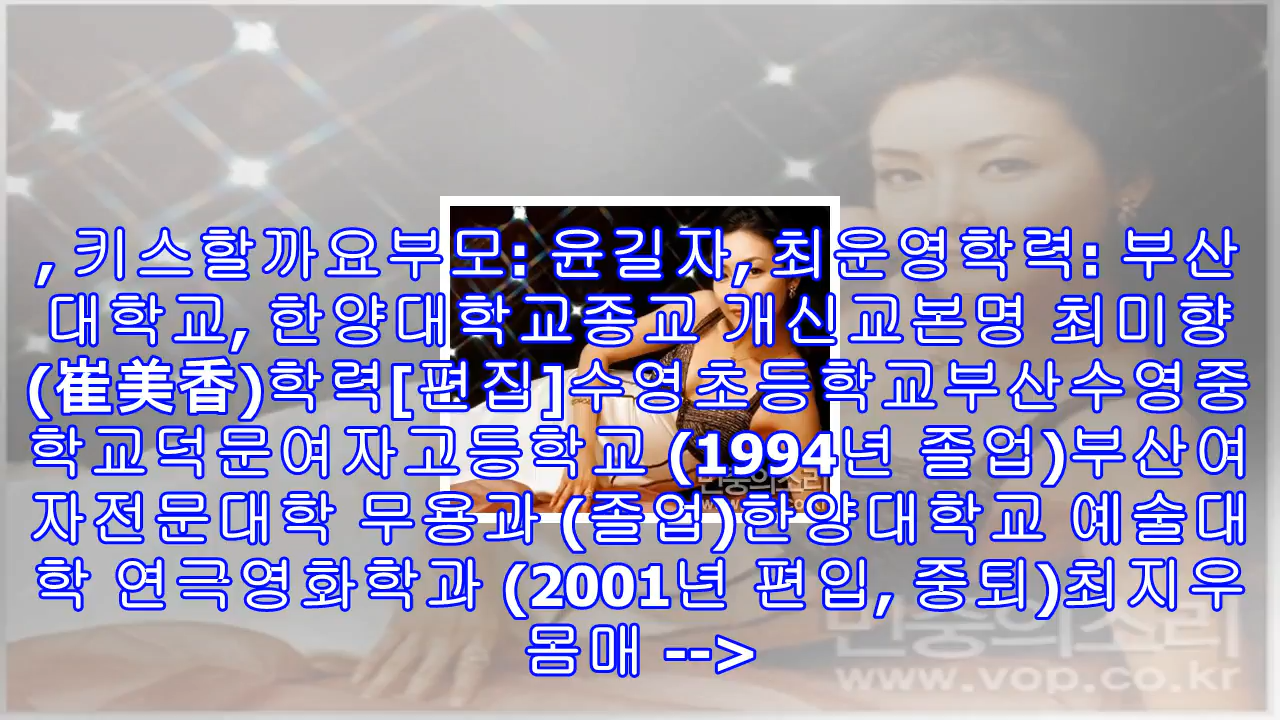 , 키스할까요부모: 윤길자, 최운영학력: 부산
대학교, 한양대학교종교 개신교본명 최미향
(崔美香)학력[편집]수영초등학교부산수영중
학교덕문여자고등학교 (1994년 졸업)부산여
자전문대학 무용과 (졸업)한양대학교 예술대
학 연극영화학과 (2001년 편입, 중퇴)최지우
몸매 -->
민중의소리
www.vop.co.kr